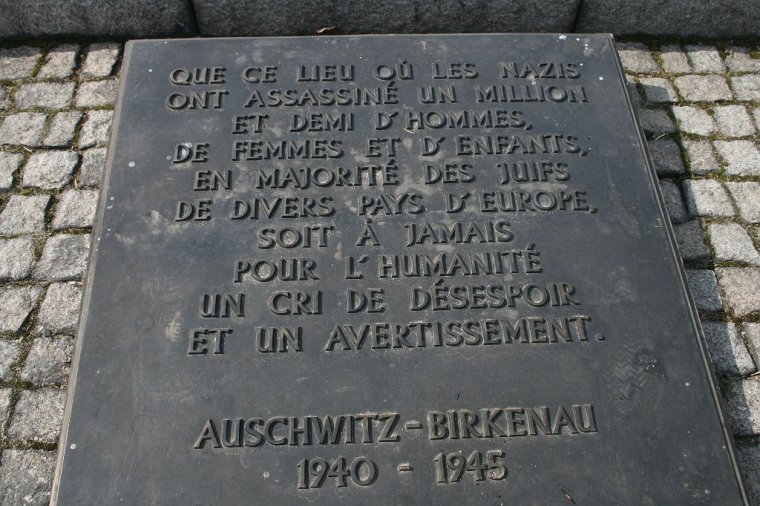 QUE CE LIEU OÙ LES NAZIS
ONT ASSASSINÉ UN MILLION
ET DEMI D'HOMMES,
DE FEMMES ET D'ENFANTS,
EN MAJORITÉ DES JUIFS
DE DIVERS PAYS D'EUROPE,
SOIT À JAMAIS
POUR L'HUMANITÉ
UN CRI DE DÉSESPOIR
ET UN AVERTISSEMENT.
AUSCHWITZ-BIRKENAU
1940 - 1945